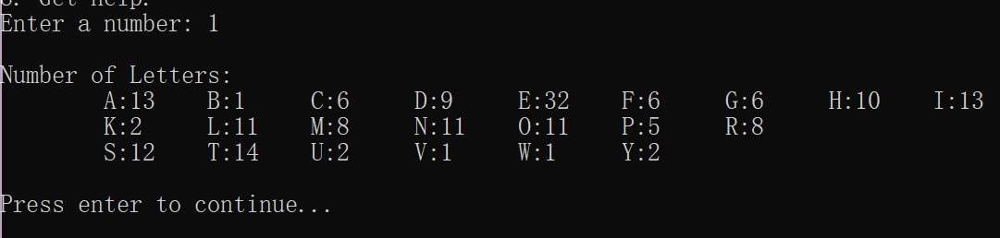 8. Get help.
Enter a number: 1
Number of Letters:
A:13 B:1 C:6 D:9 E:32 F:6 G:6 H:10 I:13
K:2 L:11 M:8 N:11 O:11 P:5 R:8
S:12 T:14 U:2 V:1 W:1 Y:2
Press enter to continue...